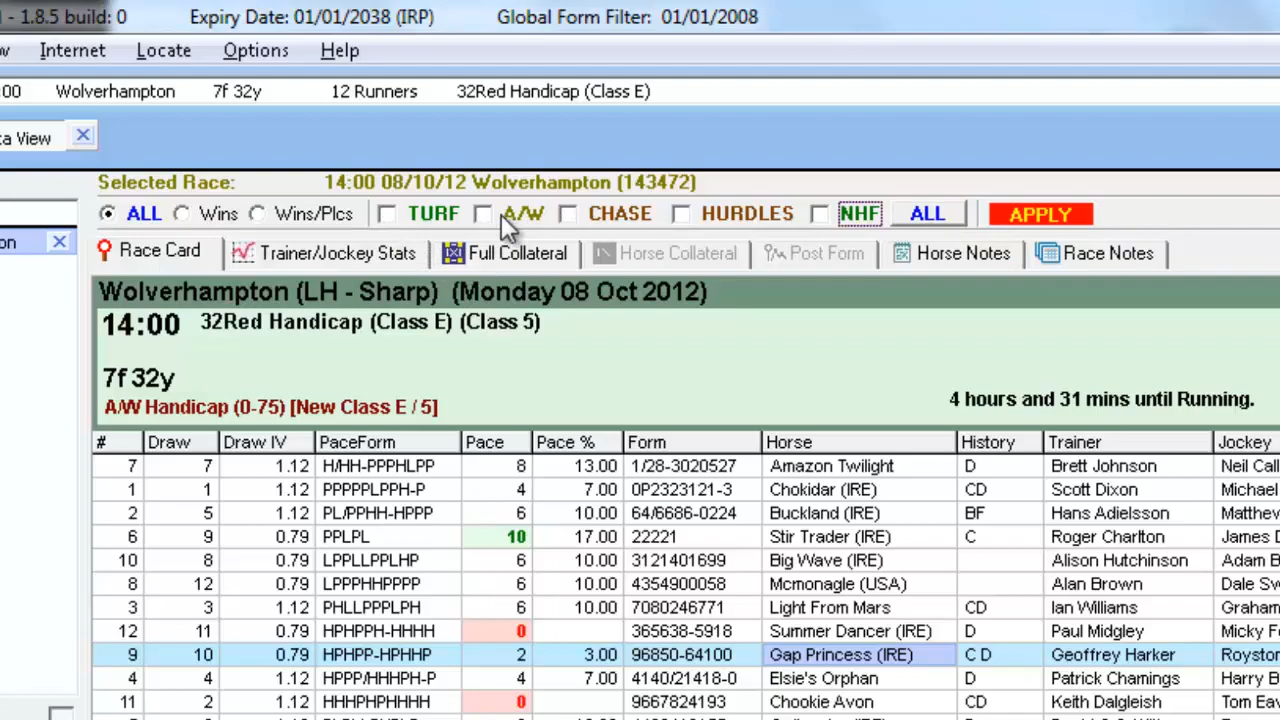 - 1.8.5 build: 0 Expiry Date: 01/01/2038 (IRP) Global Form Filter: 01/01/2008
Internet Locate Options Help
:00 Wolverhampton 7f 32y 12 Runners 32Red Handicap (Class E)
ta View
Selected Race: 14:00 08/10/12 Wolverhampton (143472)
ALL Wins Wins/Plcs TURF A/W CHASE HURDLES NHF ALL APPLY
on Race Card Trainer/Jockey Stats Full Collateral Horse Collateral Post Form Horse Notes Race Notes
Wolverhampton (LH - Sharp) (Monday 08 Oct 2012)
14:00 32Red Handicap (Class E) (Class 5)
7f 32y
A/W Handicap (0-75) [New Class E / 5] 4 hours and 31 mins until Running.
# Draw Draw IV PaceForm Pace Pace % Form Horse History Trainer Jockey
7 7 1.12 H/HH-PPPHLPP 8 13.00 1/28-3020527 Amazon Twilight D Brett Johnson Neil Call
1 1 1.12 PPPPPLPPH-P 4 7.00 0P2323121-3 Chokidar (IRE) CD Scott Dixon Michael
2 5 1.12 PL/PPHH-HPPP 6 10.00 64/6686-0224 Buckland (IRE) BF Hans Adielsson Matthew
6 9 0.79 PPLPL 10 17.00 22221 Stir Trader (IRE) C Roger Charlton James D
10 8 0.79 LPPLLPPLHP 6 10.00 3121401699 Big Wave (IRE) Alison Hutchinson Adam B
8 12 0.79 LPPPHHPPPP 6 10.00 4354900058 Mcmonagle (USA) Alan Brown Dale Sw
3 3 1.12 PHLLPPPLPH 6 10.00 7080246771 Light From Mars CD Ian Williams Graham
12 11 0.79 HPHPPH-HHHH 0 365638-5918 Summer Dancer (IRE) D Paul Midgley Micky F
9 10 0.79 HPHPP-HPHHP 2 3.00 96850-64100 Gap Princess (IRE) C D Geoffrey Harker Royston
4 4 1.12 HPPP/HHHPH-P 4 7.00 4140/21418-0 Elsie's Orphan D Patrick Chamings Hayley
11 2 0.79 HHHPHPHHHH 0 9667824193 Chookie Avon CD Keith Dalgleish Tom Eav